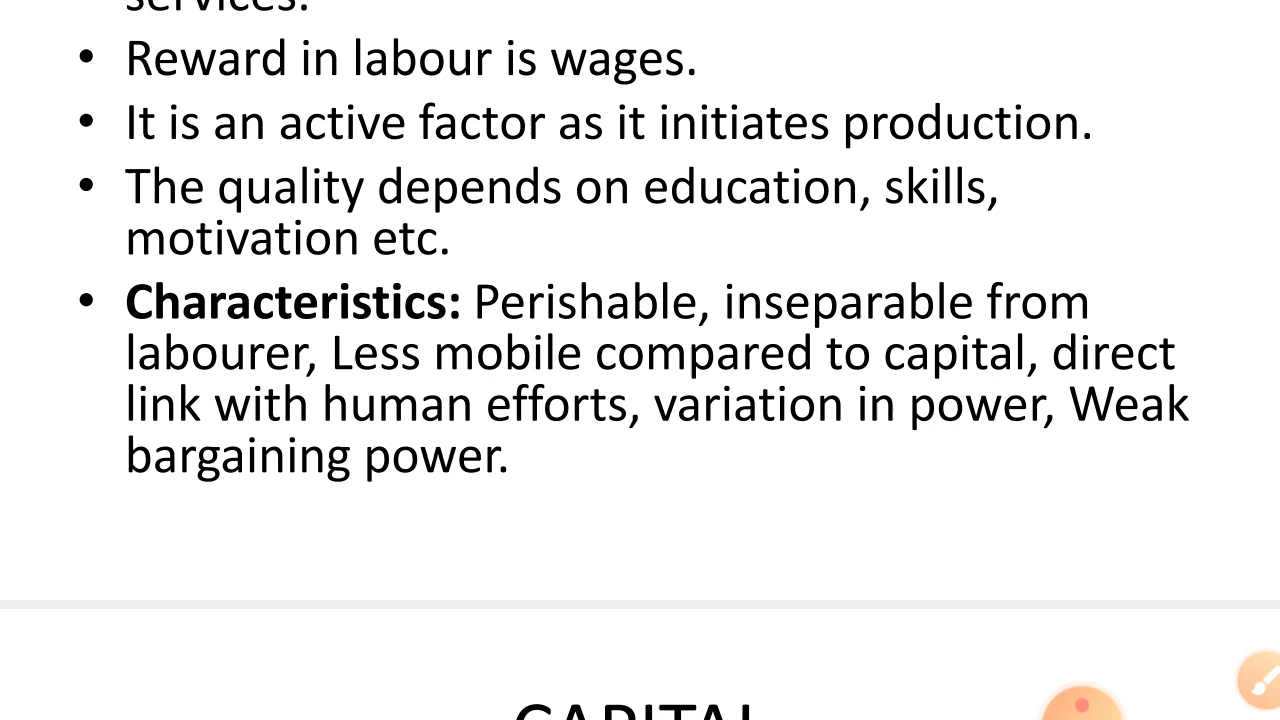 services.
• Reward in labour is wages.
• It is an active factor as it initiates production.
• The quality depends on education, skills,
motivation etc.
• Characteristics: Perishable, inseparable from
labourer, Less mobile compared to capital, direct
link with human efforts, variation in power, Weak
bargaining power.
CAPITAL